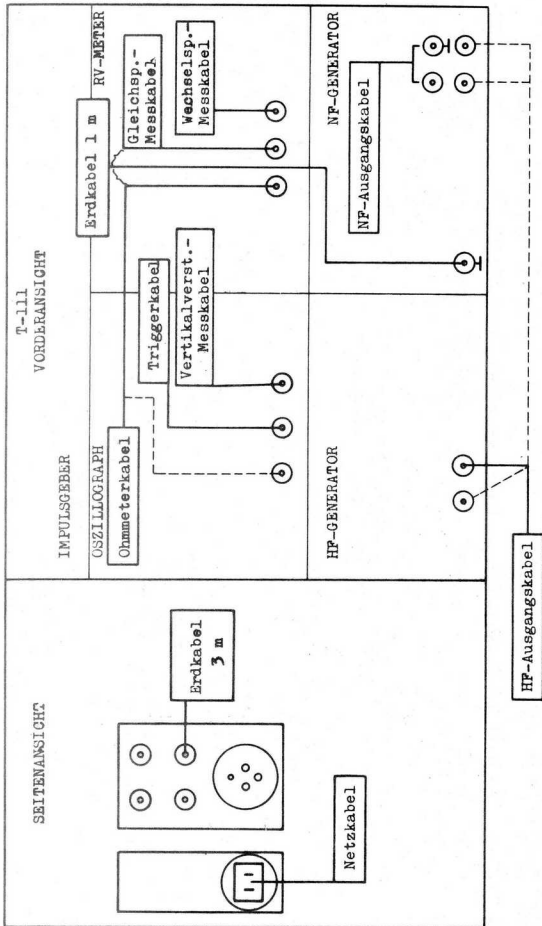 SEITENANSICHT
Erdkabel
3 m
Netzkabel
T-111
VORDERANSICHT
IMPULSGEBER
OSZILLOGRAPH
RV-METER
Erdkabel 1 m
Ohmmeterkabel
Triggerkabel
Vertikalverst.-
Messkabel
Gleichsp.-
Messkabel
Wechselsp.-
Messkabel
HF-GENERATOR
NF-GENERATOR
NF-Ausgangskabel
HF-Ausgangskabel